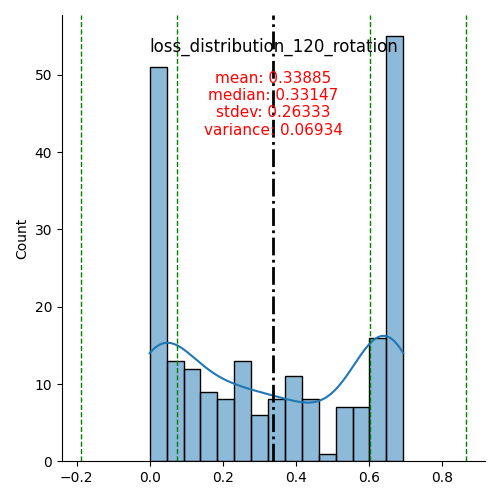 loss_distribution_120_rotation
mean: 0.33885
median: 0.33147
stdev: 0.26333
variance: 0.06934
Count
50
40
30
20
10
0
−0.2 0.0 0.2 0.4 0.6 0.8